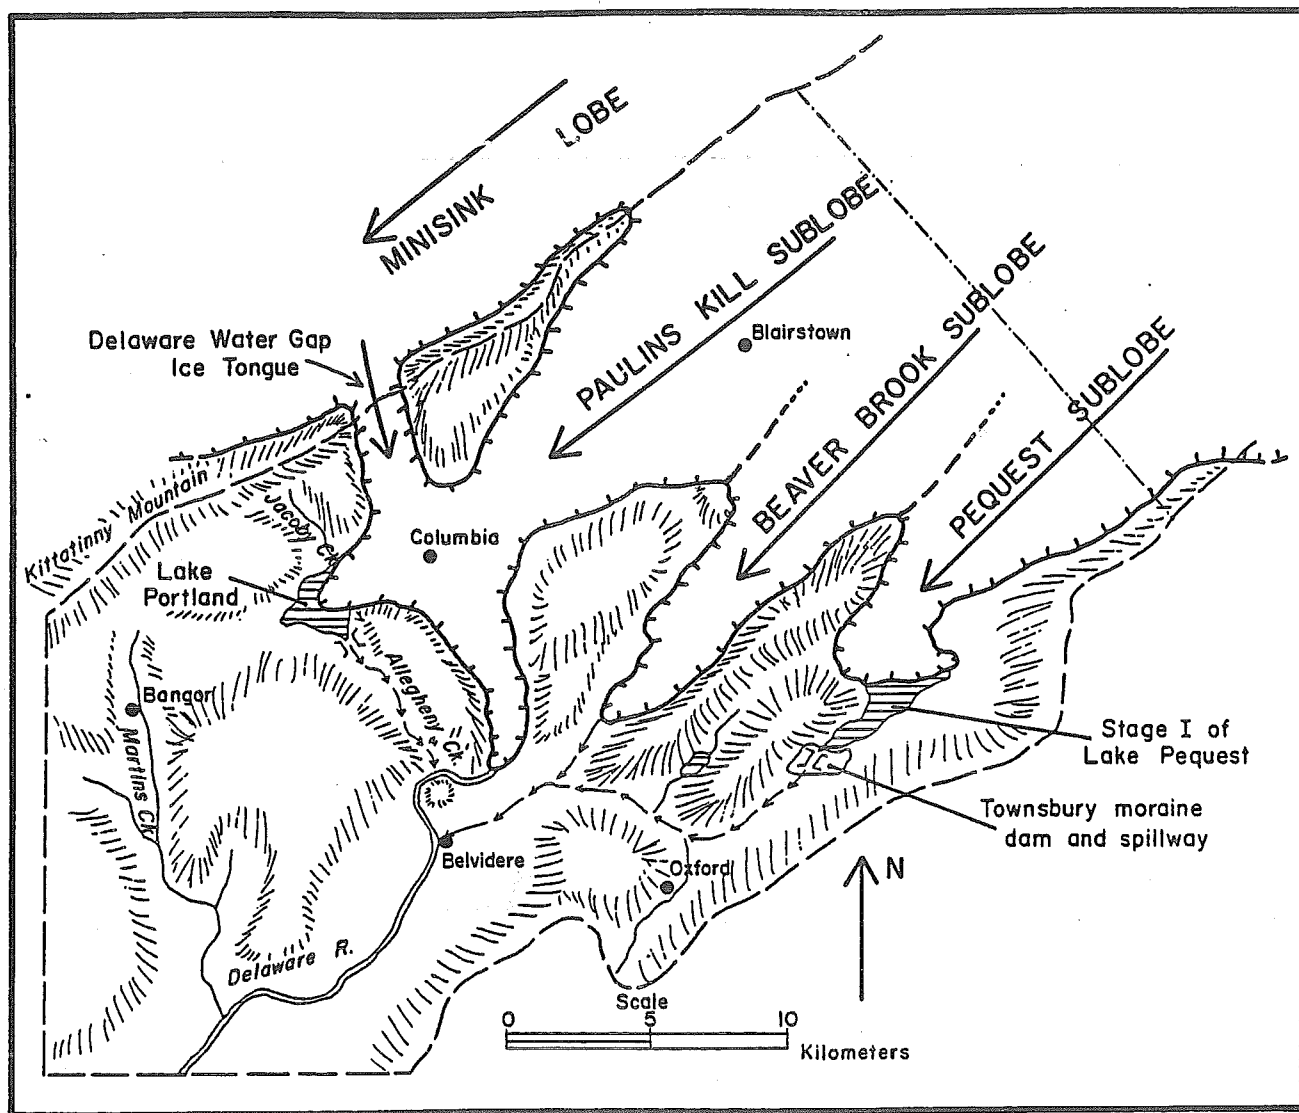 LOBE
MINISINK
PAULINS KILL SUBLOBE
BEAVER BROOK SUBLOBE
PEQUEST SUBLOBE
Delaware Water Gap
Ice Tongue
Blairstown
Kittatinny Mountain
Jacoby Ck.
Columbia
Lake
Portland
Allegheny Ck.
Bangor
Martins Ck.
Stage I of
Lake Pequest
Townsbury moraine
dam and spillway
Belvidere
Oxford
N
Delaware R.
Scale
0 5 10
Kilometers